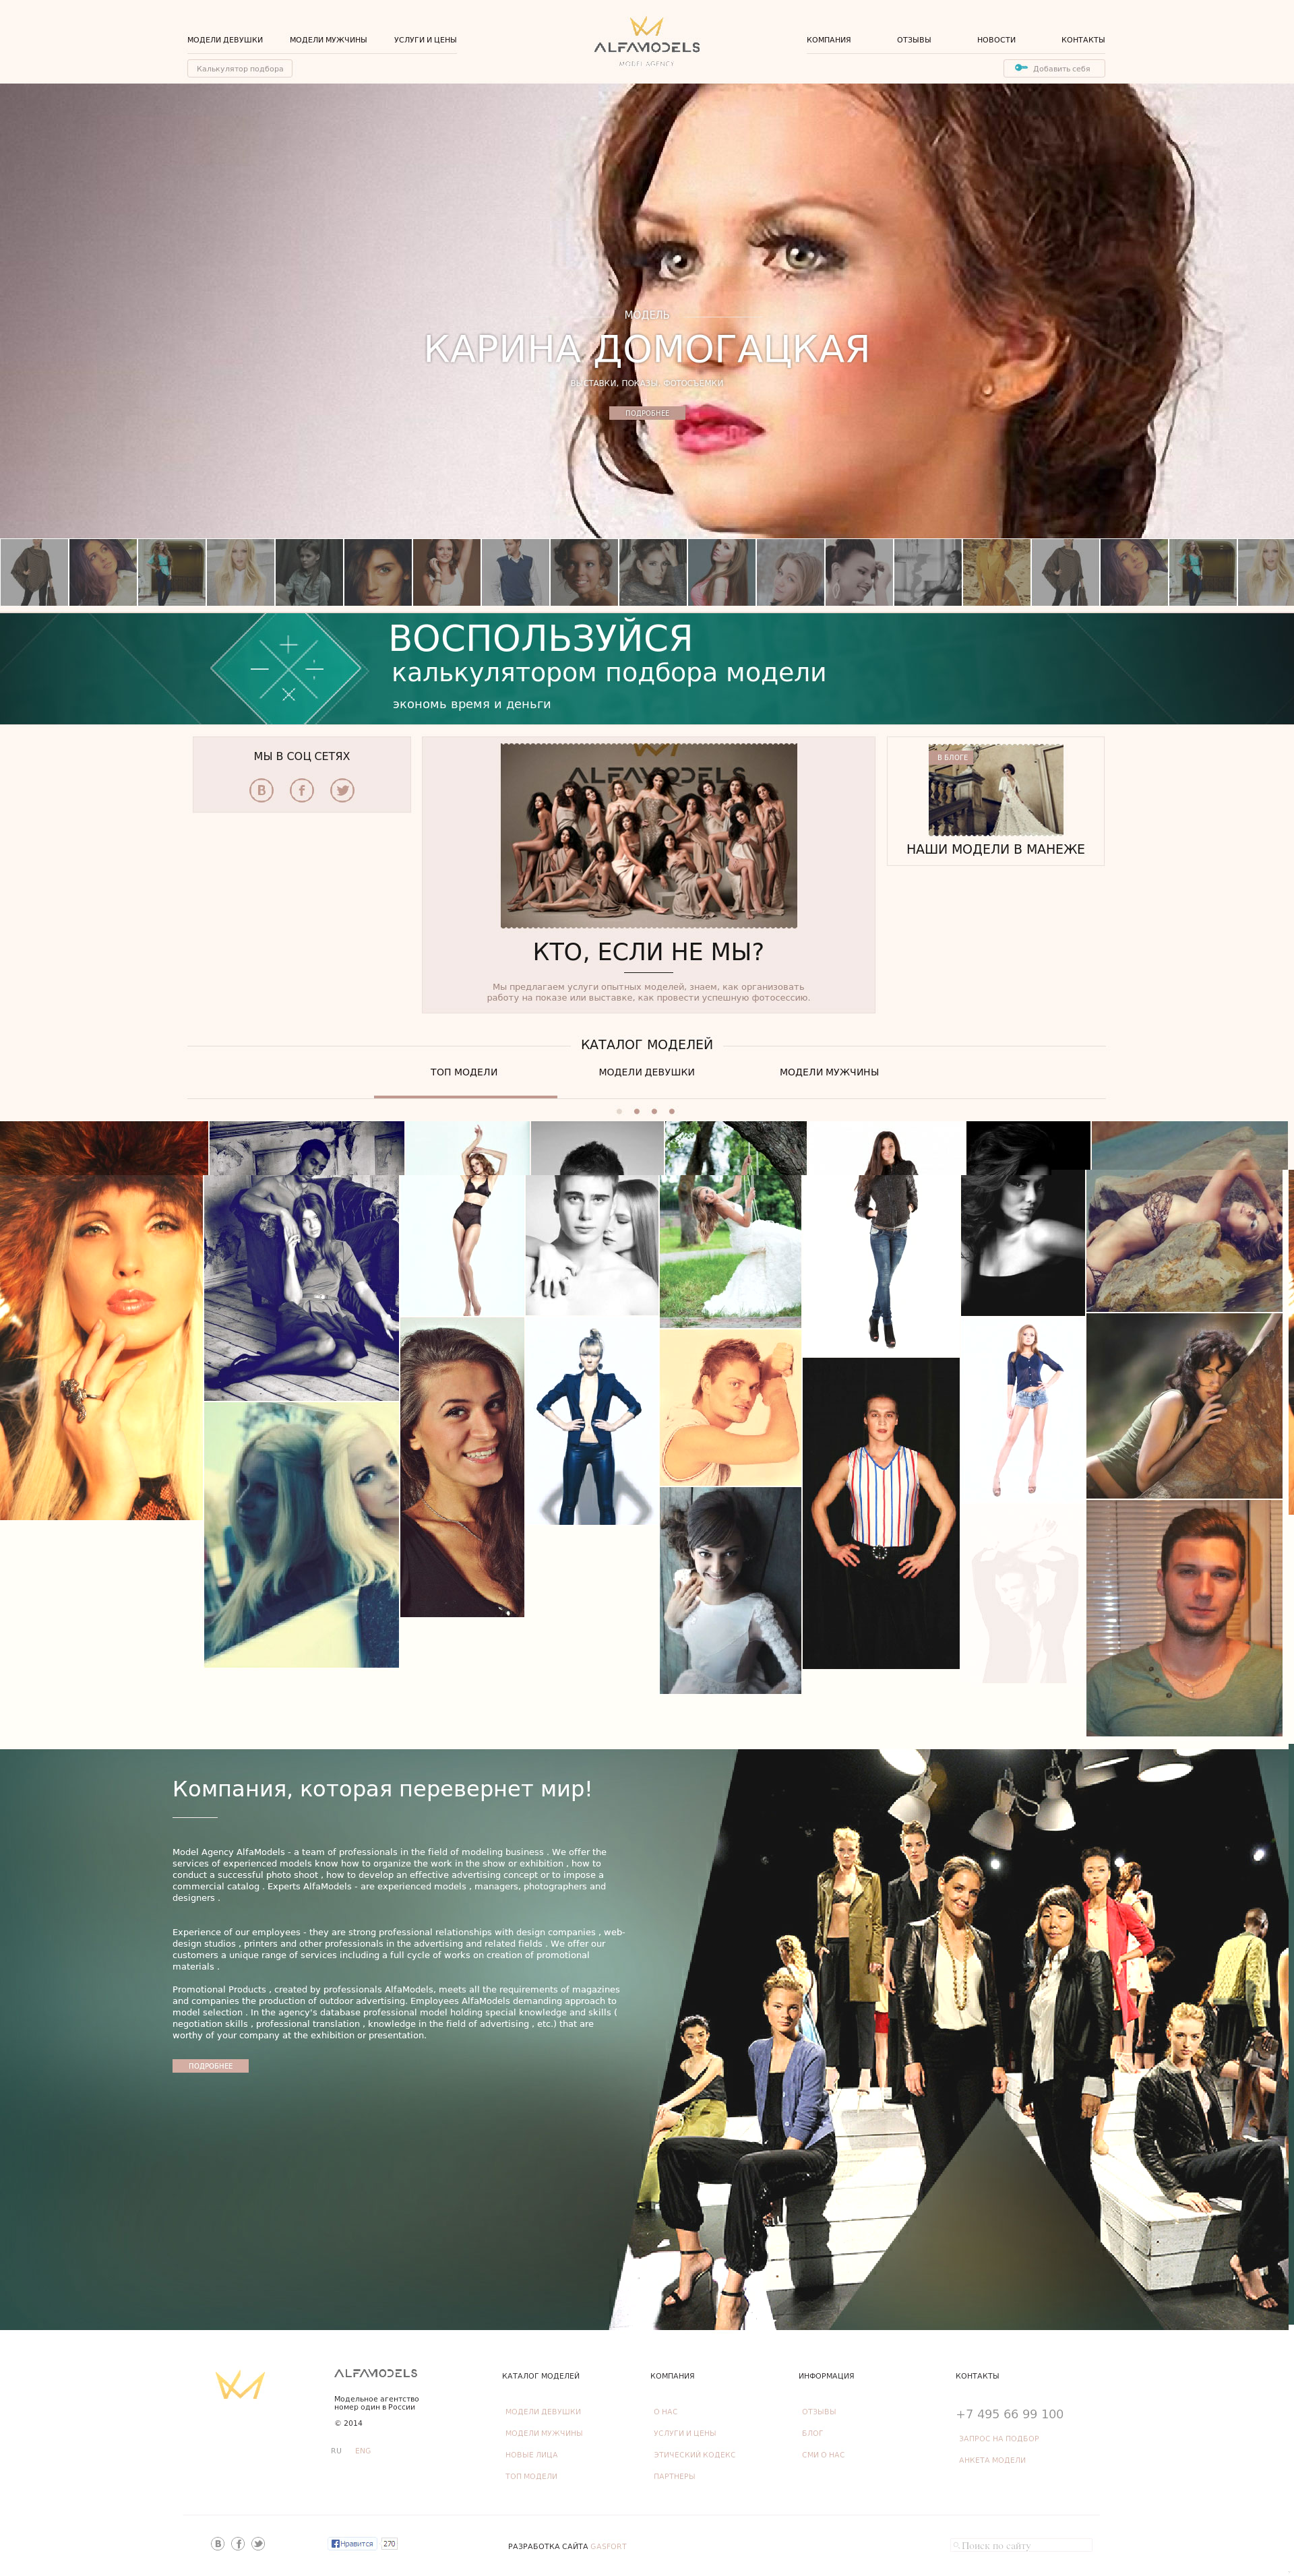 МОДЕЛИ ДЕВУШКИ МОДЕЛИ МУЖЧИНЫ УСЛУГИ И ЦЕНЫ
ALFAMODELS
MODEL AGENCY
КОМПАНИЯ ОТЗЫВЫ НОВОСТИ КОНТАКТЫ
Калькулятор подбора
Добавить себя
МОДЕЛЬ
КАРИНА ДОМОГАЦКАЯ
ВЫСТАВКИ, ПОКАЗЫ, ФОТОСЪЕМКИ
ПОДРОБНЕЕ
ВОСПОЛЬЗУЙСЯ
калькулятором подбора модели
экономь время и деньги
МЫ В СОЦ СЕТЯХ
ALFAMODELS
КТО, ЕСЛИ НЕ МЫ?
Мы предлагаем услуги опытных моделей, знаем, как организовать
работу на показе или выставке, как провести успешную фотосессию.
В БЛОГЕ
НАШИ МОДЕЛИ В МАНЕЖЕ
КАТАЛОГ МОДЕЛЕЙ
ТОП МОДЕЛИ МОДЕЛИ ДЕВУШКИ МОДЕЛИ МУЖЧИНЫ
Компания, которая перевернет мир!
Model Agency AlfaModels - a team of professionals in the field of modeling business . We offer the
services of experienced models know how to organize the work in the show or exhibition , how to
conduct a successful photo shoot , how to develop an effective advertising concept or to impose a
commercial catalog . Experts AlfaModels - are experienced models , managers, photographers and
designers .
Experience of our employees - they are strong professional relationships with design companies , web-
design studios , printers and other professionals in the advertising and related fields . We offer our
customers a unique range of services including a full cycle of works on creation of promotional
materials .
Promotional Products , created by professionals AlfaModels, meets all the requirements of magazines
and companies the production of outdoor advertising. Employees AlfaModels demanding approach to
model selection . In the agency's database professional model holding special knowledge and skills (
negotiation skills , professional translation , knowledge in the field of advertising , etc.) that are
worthy of your company at the exhibition or presentation.
ПОДРОБНЕЕ
ALFAMODELS
Модельное агентство
номер один в России
© 2014
RU ENG
КАТАЛОГ МОДЕЛЕЙ
МОДЕЛИ ДЕВУШКИ
МОДЕЛИ МУЖЧИНЫ
НОВЫЕ ЛИЦА
ТОП МОДЕЛИ
КОМПАНИЯ
О НАС
УСЛУГИ И ЦЕНЫ
ЭТИЧЕСКИЙ КОДЕКС
ПАРТНЕРЫ
ИНФОРМАЦИЯ
ОТЗЫВЫ
БЛОГ
СМИ О НАС
КОНТАКТЫ
+7 495 66 99 100
ЗАПРОС НА ПОДБОР
АНКЕТА МОДЕЛИ
Нравится 270
РАЗРАБОТКА САЙТА GASFORT
Поиск по сайту